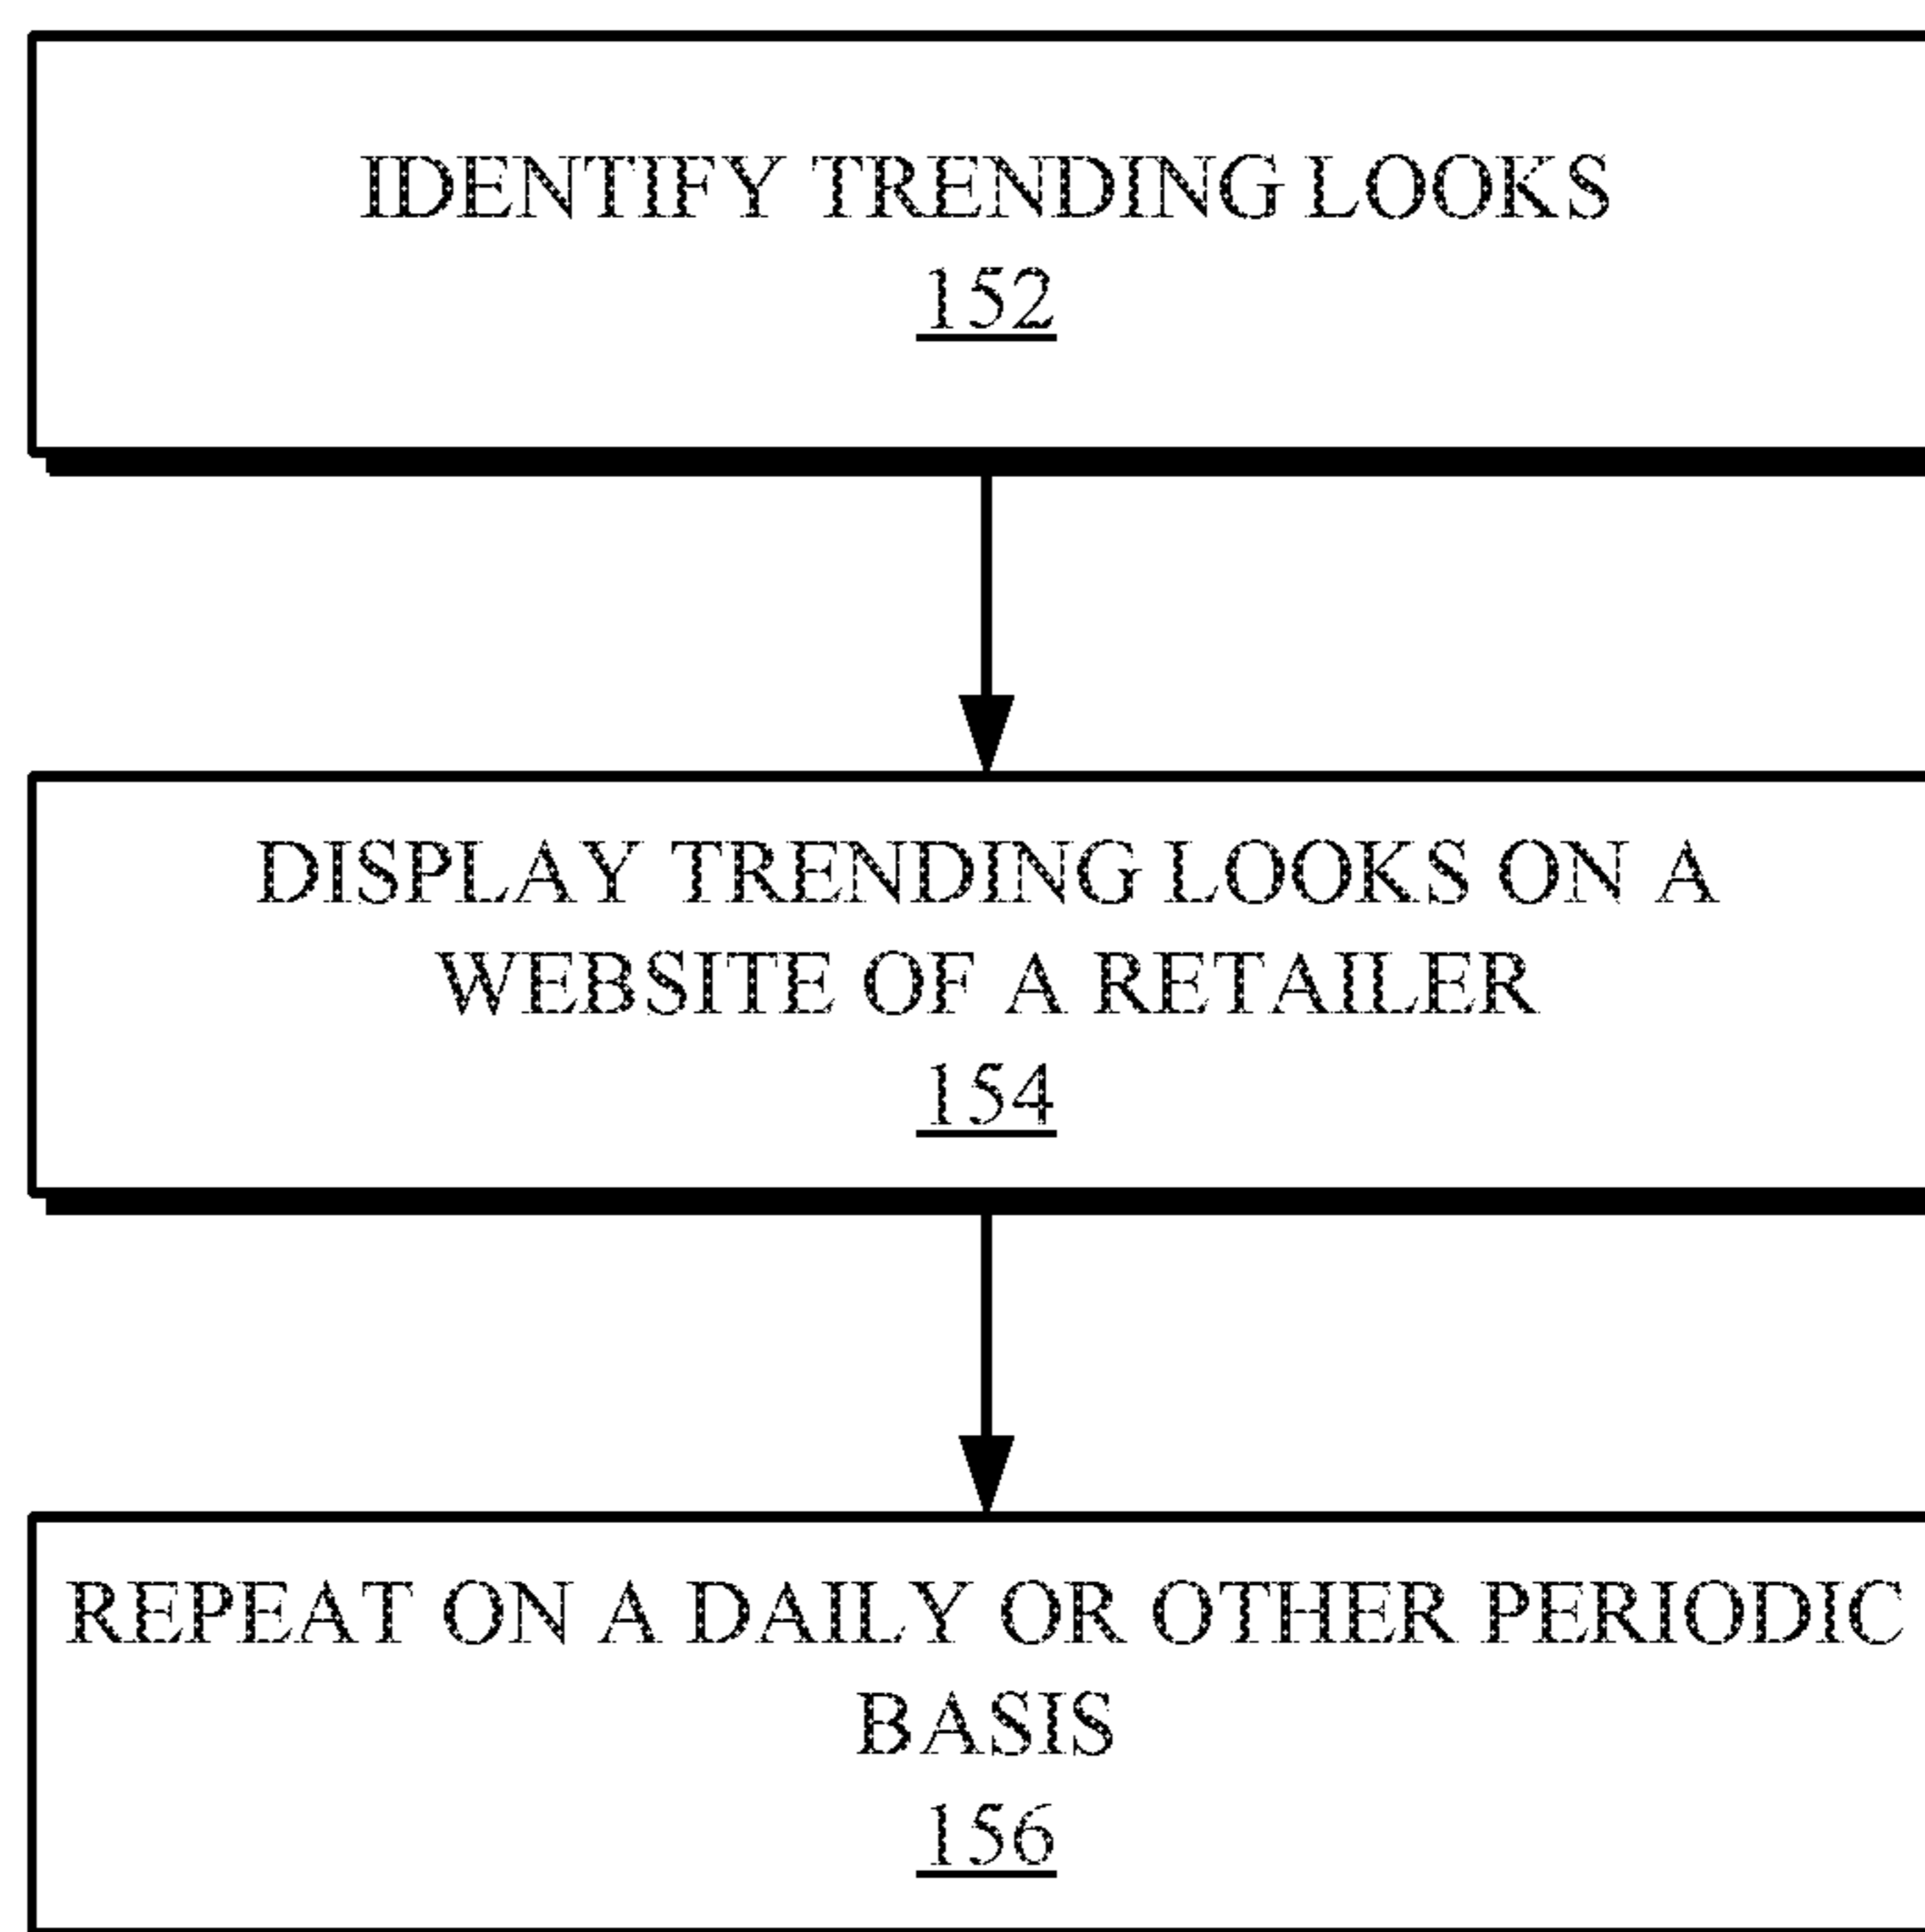 IDENTIFY TRENDING LOOKS
152
DISPLAY TRENDING LOOKS ON A
WEBSITE OF A RETAILER
154
REPEAT ON A DAILY OR OTHER PERIODIC
BASIS
156